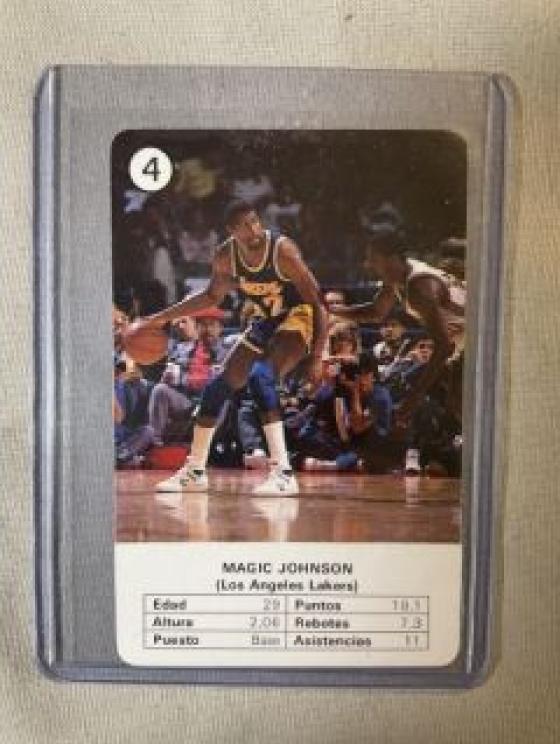 4
MAGIC JOHNSON
(Los Angeles Lakers)
Edad 29 Puntos 19.1
Altura 2,06 Rebotes 7.3
Puesto Base Asistencias 11